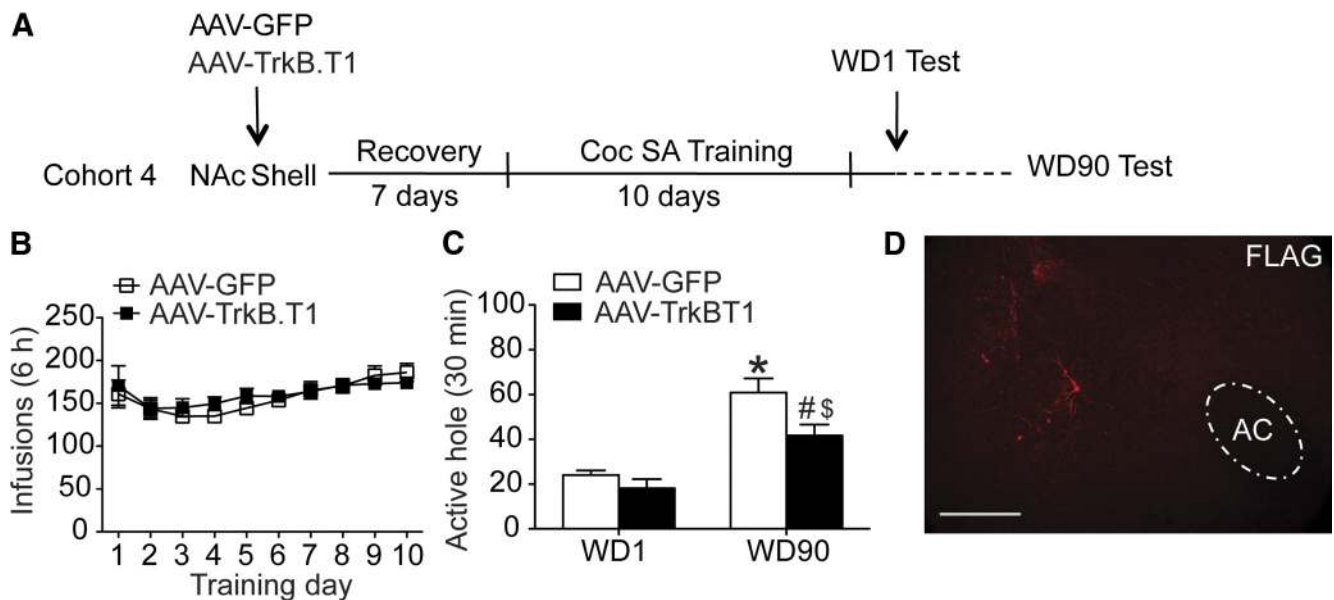 A
AAV-GFP
AAV-TrkB.T1
WD1 Test
Cohort 4 NAc Shell
Recovery
7 days
Coc SA Training
10 days
WD90 Test
B
AAV-GFP
AAV-TrkB.T1
Infusions (6 h)
250
200
150
100
50
0
1 2 3 4 5 6 7 8 9 10
Training day
C
AAV-GFP
AAV-TrkBT1
Active hole (30 min)
100
80
60
40
20
0
*
# $
WD1 WD90
D
FLAG
AC